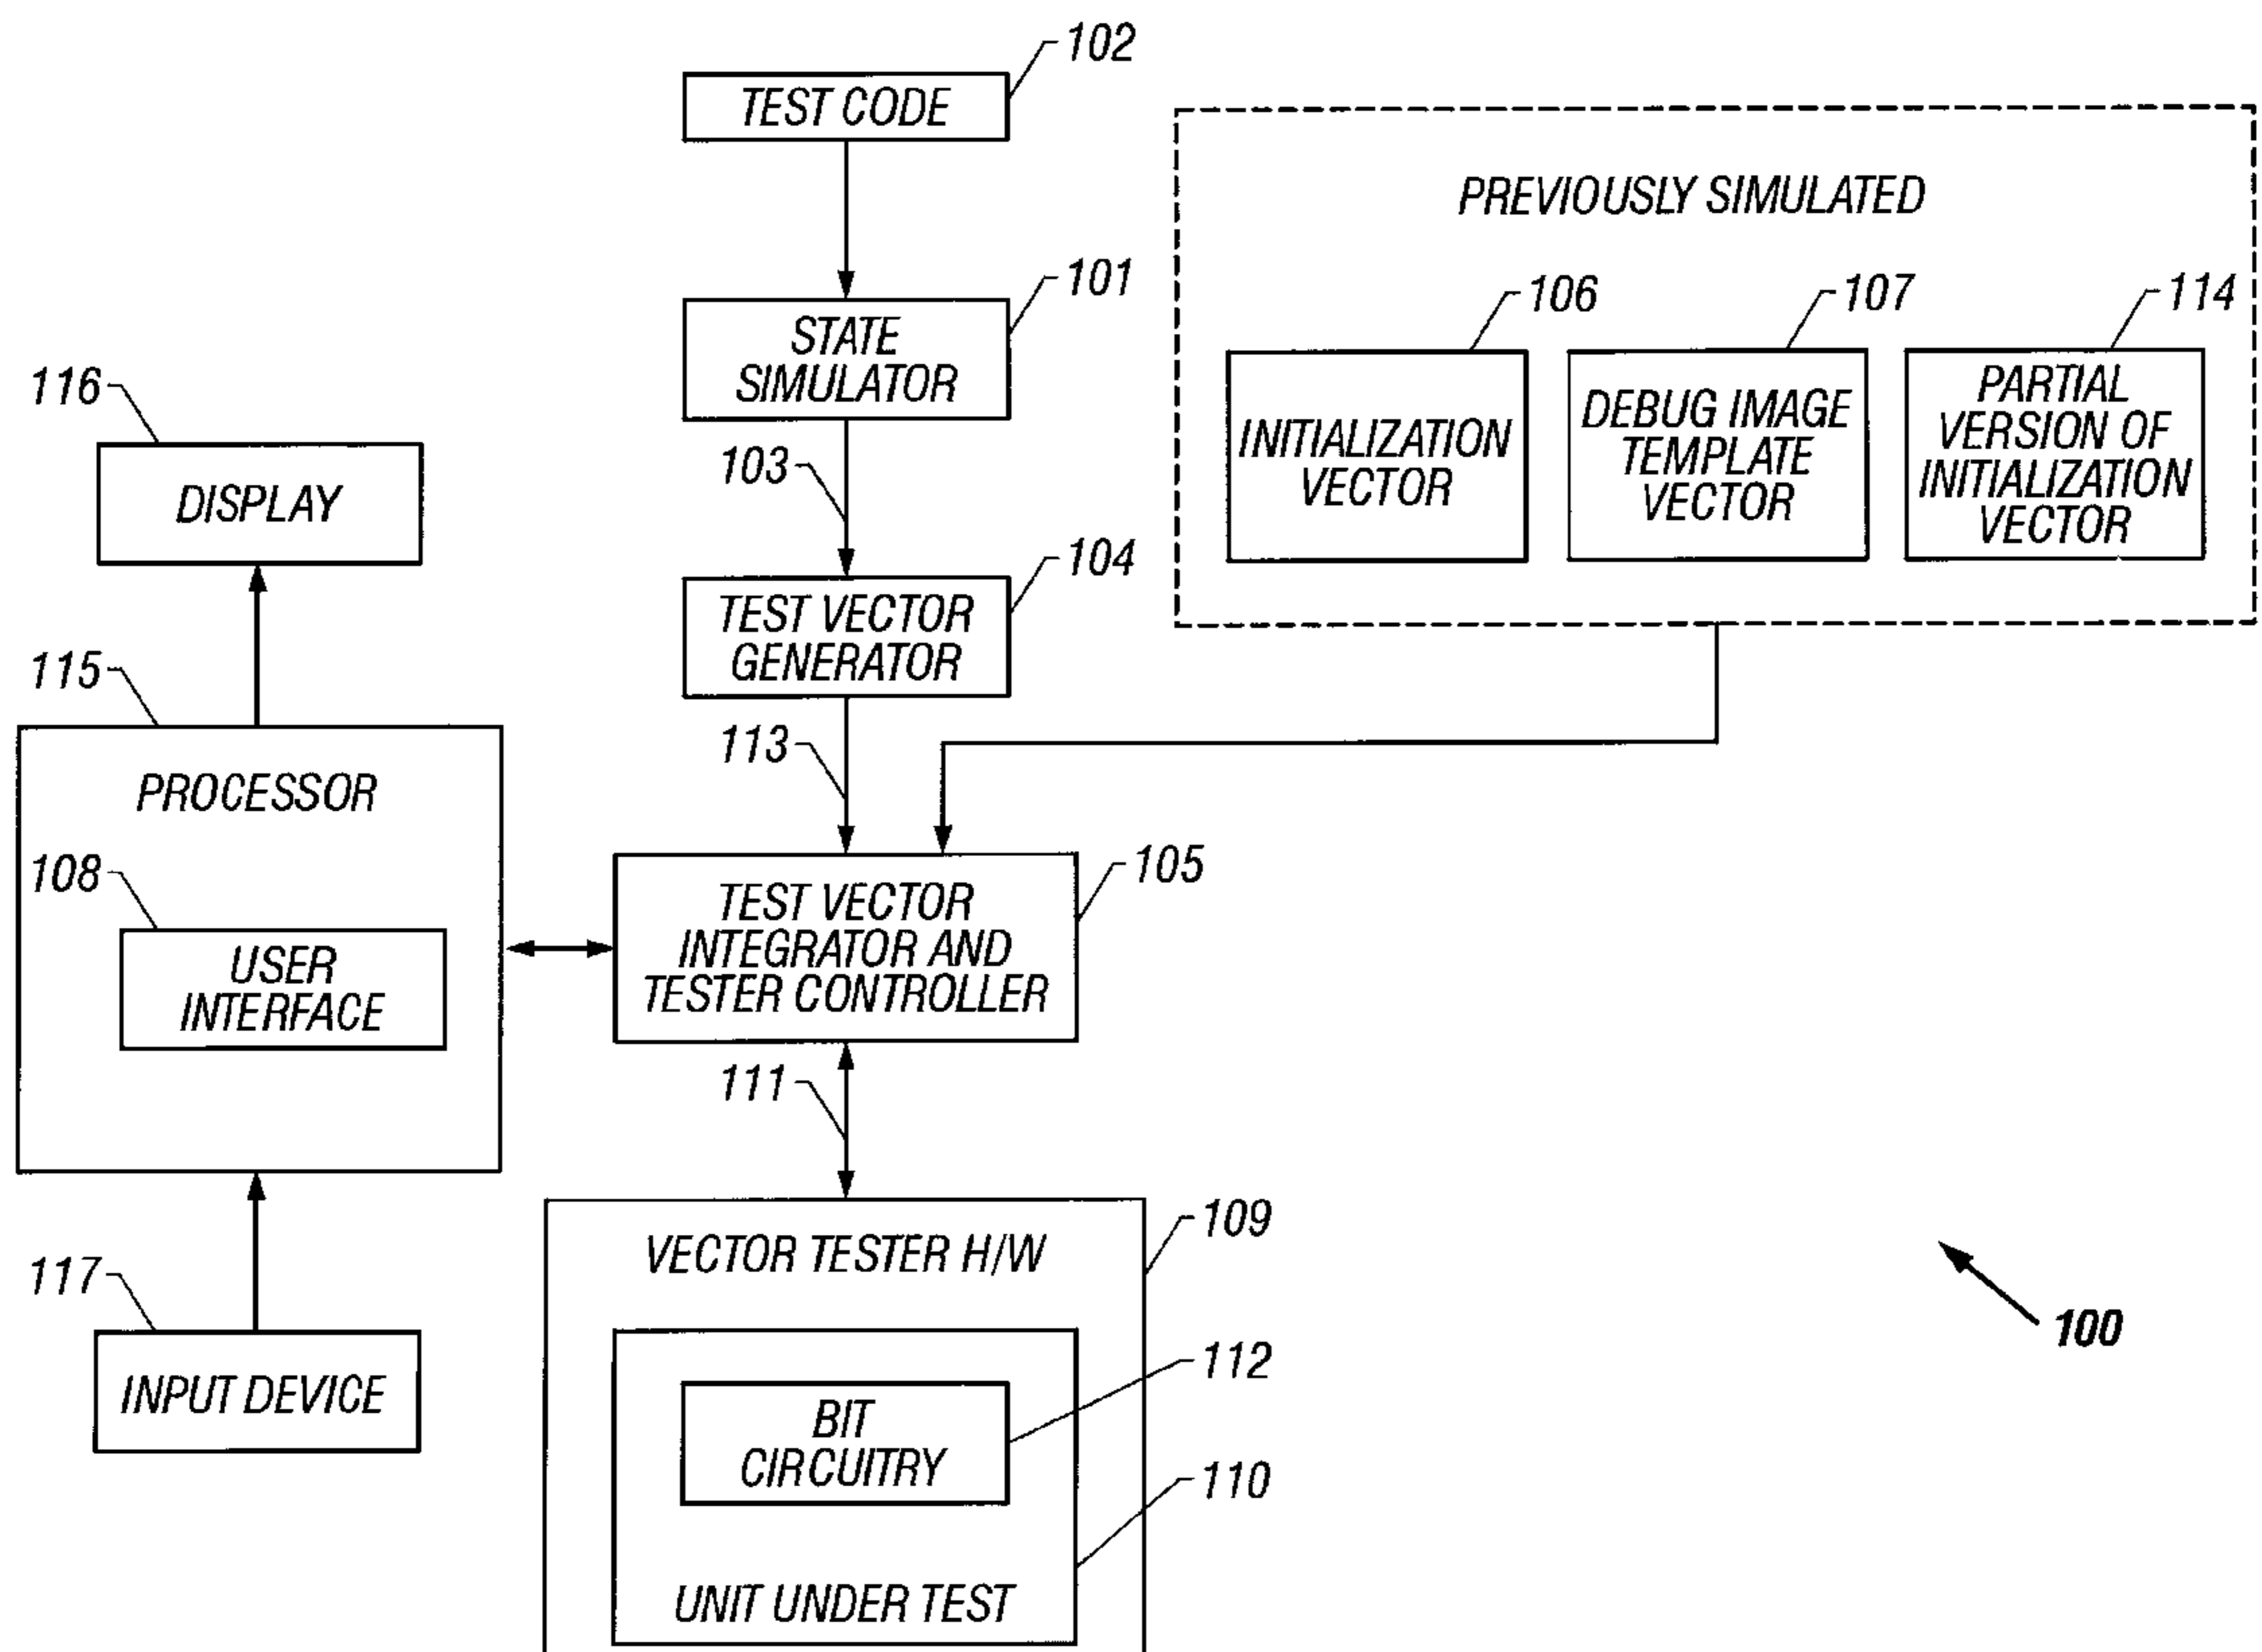 102
TEST CODE
PREVIOUSLY SIMULATED
101
STATE
SIMULATOR
106
107
114
INITIALIZATION
VECTOR
DEBUG IMAGE
TEMPLATE
VECTOR
PARTIAL
VERSION OF
INITIALIZATION
VECTOR
116
DISPLAY
103
104
TEST VECTOR
GENERATOR
115
PROCESSOR
113
108
USER
INTERFACE
105
TEST VECTOR
INTEGRATOR AND
TESTER CONTROLLER
111
109
VECTOR TESTER H/W
117
INPUT DEVICE
112
BIT
CIRCUITRY
110
UNIT UNDER TEST
100